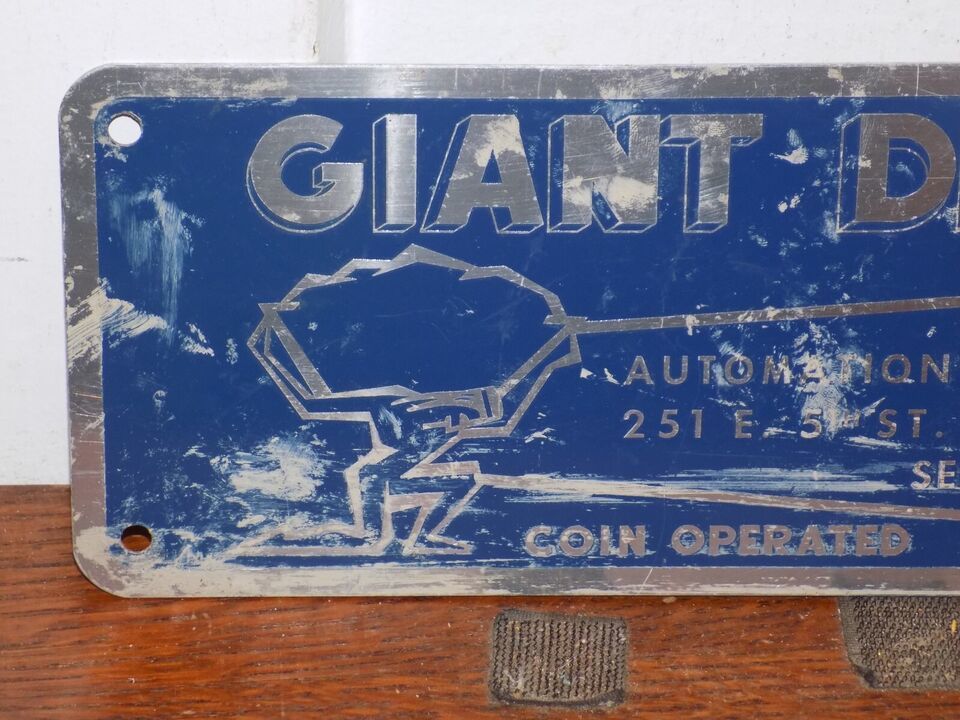 GIANT D
AUTOMATION
251 E. 5TH ST.
SE
COIN OPERATED